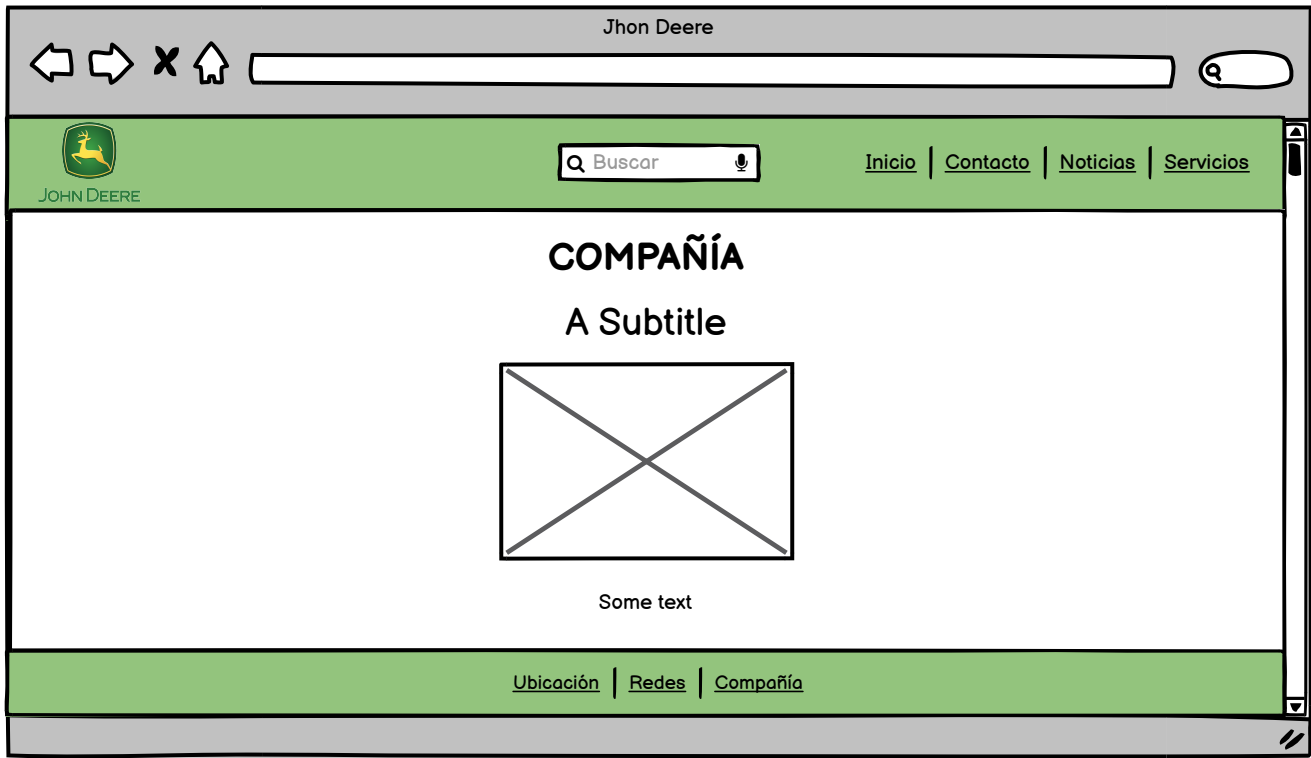 Jhon Deere
JOHN DEERE
Buscar
Inicio | Contacto | Noticias | Servicios
COMPAÑÍA
A Subtitle
Some text
Ubicación | Redes | Compañía